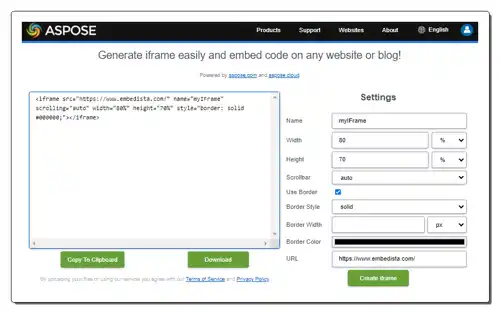 ASPOSE
Products Support Websites About English
Generate iframe easily and embed code on any website or blog!
Powered by aspose.com and aspose.cloud
<iframe src="https://www.embedista.com/" name="myIFrame"
scrolling="auto" width="80%" height="70%" style="border: solid
#000000;"></iframe>
Settings
Name myIFrame
Width 80 %
Height 70 %
Scrollbar auto
Use Border
Border Style solid
Border Width px
Border Color
URL https://www.embedista.com/
Copy To Clipboard Download
Create Iframe
By uploading your files or using our service you agree with our Terms of Service and Privacy Policy